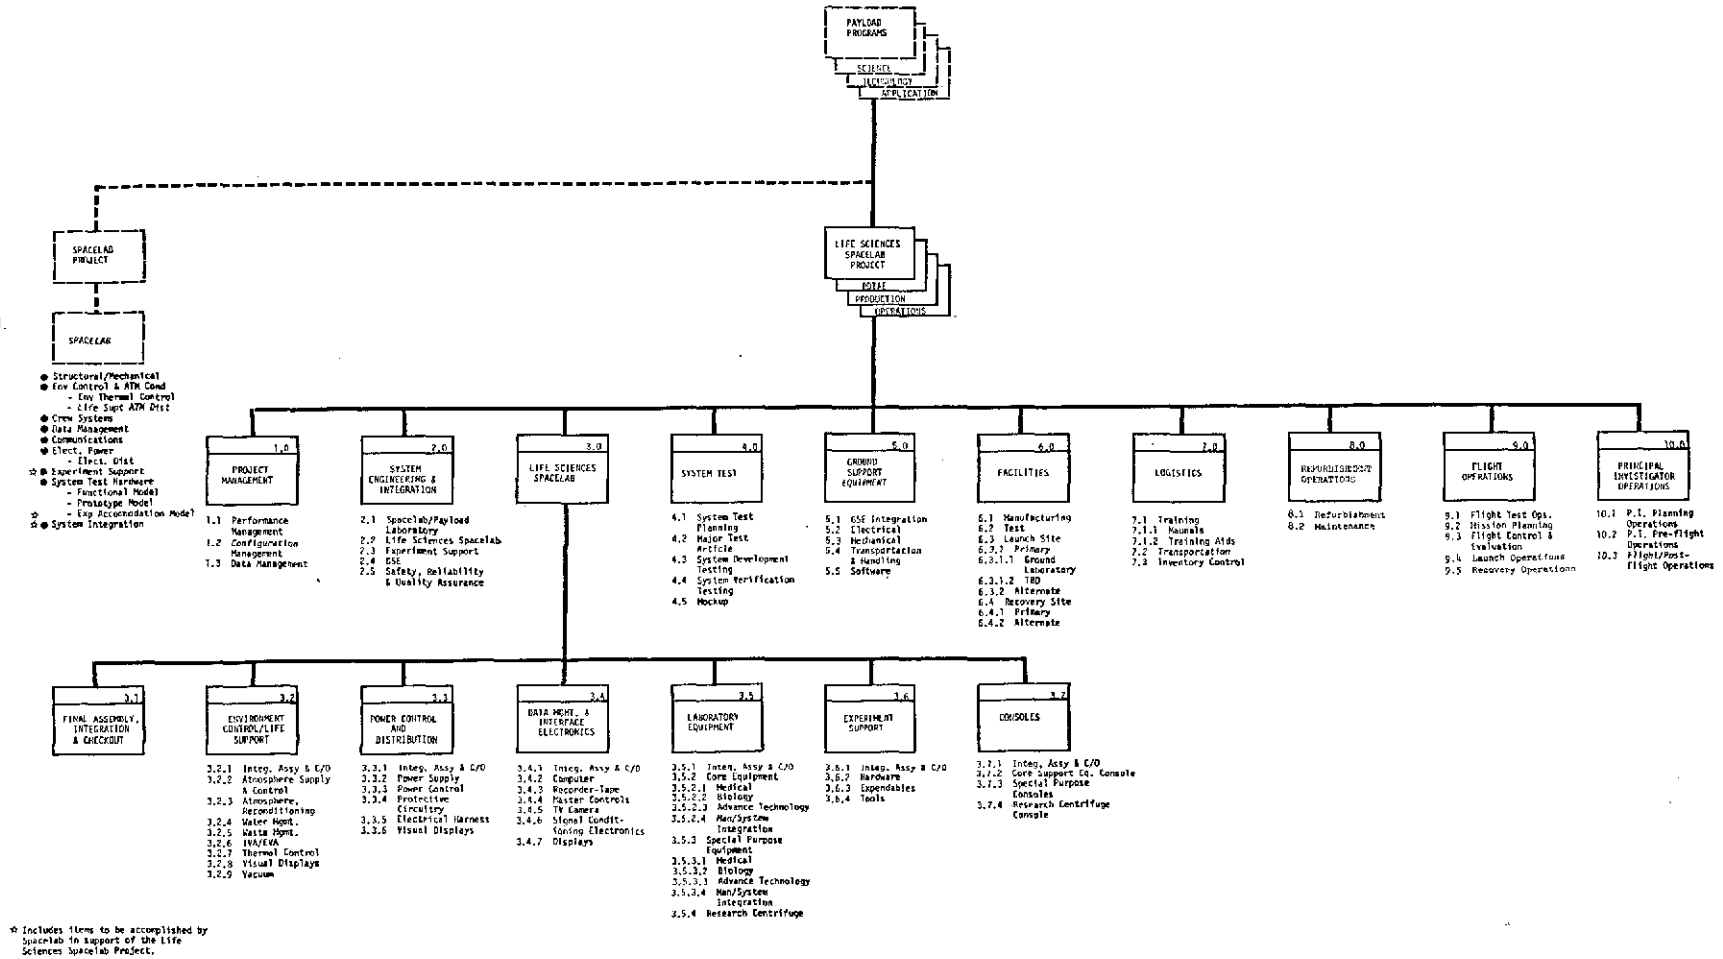 PAYLOAD
PROGRAMS
SCIENCE
TECHNOLOGY
APPLICATION
SPACELAB
PROJECT
LIFE SCIENCES
SPACELAB
PROJECT
PRODUCTION
OPERATIONS
SPACELAB
● Structural/Mechanical
● Env Control & ATM Cond
- Env Thermal Control
- Life Supt ATM Dist
● Crew Systems
● Data Management
● Communications
● Elect. Power
- Elect. Dist
☆ ● Experiment Support
● System Test Hardware
- Functional Model
- Prototype Model
☆ - Exp Accomodation Model
☆ ● System Integration
1.0
PROJECT
MANAGEMENT
1.1 Performance
Management
1.2 Configuration
Management
1.3 Data Management
2.0
SYSTEM
ENGINEERING &
INTEGRATION
2.1 Spacelab/Payload
Laboratory
2.2 Life Sciences Spacelab
2.3 Experiment Support
2.4 GSE
2.5 Safety, Reliability
& Quality Assurance
3.0
LIFE SCIENCES
SPACELAB
4.0
SYSTEM TEST
4.1 System Test
Planning
4.2 Major Test
Article
4.3 System Development
Testing
4.4 System Verification
Testing
4.5 Mockup
5.0
GROUND
SUPPORT
EQUIPMENT
5.1 GSE Integration
5.2 Electrical
5.3 Mechanical
5.4 Transportation
& Handling
5.5 Software
6.0
FACILITIES
6.1 Manufacturing
6.2 Test
6.3 Launch Site
6.3.1 Primary
6.3.1.1 Ground
Laboratory
6.3.1.2 TBD
6.3.2 Alternate
6.4 Recovery Site
6.4.1 Primary
6.4.2 Alternate
7.0
LOGISTICS
7.1 Training
7.1.1 Manuals
7.1.2 Training Aids
7.2 Transportation
7.3 Inventory Control
8.0
REFURBISHMENT
OPERATIONS
8.1 Refurbishment
8.2 Maintenance
9.0
FLIGHT
OPERATIONS
9.1 Flight Test Ops.
9.2 Mission Planning
9.3 Flight Control &
Evaluation
9.4 Launch Operations
9.5 Recovery Operations
10.0
PRINCIPAL
INVESTIGATOR
OPERATIONS
10.1 P.I. Planning
Operations
10.2 P.I. Pre-flight
Operations
10.3 Flight/Post-
Flight Operations
3.1
FINAL ASSEMBLY,
INTEGRATION
& CHECKOUT
3.2
ENVIRONMENT
CONTROL/LIFE
SUPPORT
3.2.1 Integ. Assy & C/O
3.2.2 Atmosphere Supply
& Control
3.2.3 Atmosphere,
Reconditioning
3.2.4 Water Mgmt.
3.2.5 Waste Mgmt.
3.2.6 IVA/EVA
3.2.7 Thermal Control
3.2.8 Visual Displays
3.2.9 Vacuum
3.3
POWER CONTROL
AND
DISTRIBUTION
3.3.1 Integ. Assy & C/O
3.3.2 Power Supply
3.3.3 Power Control
3.3.4 Protective
Circuitry
3.3.5 Electrical Harness
3.3.6 Visual Displays
3.4
DATA MGMT. &
INTERFACE
ELECTRONICS
3.4.1 Integ. Assy & C/O
3.4.2 Computer
3.4.3 Recorder-Tape
3.4.4 Master Controls
3.4.5 TV Camera
3.4.6 Signal Condit-
ioning Electronics
3.4.7 Displays
3.5
LABORATORY
EQUIPMENT
3.5.1 Integ. Assy & C/O
3.5.2 Core Equipment
3.5.2.1 Medical
3.5.2.2 Biology
3.5.2.3 Advance Technology
3.5.2.4 Man/System
Integration
3.5.3 Special Purpose
Equipment
3.5.3.1 Medical
3.5.3.2 Biology
3.5.3.3 Advance Technology
3.5.3.4 Man/System
Integration
3.5.4 Research Centrifuge
3.6
EXPERIMENT
SUPPORT
3.6.1 Integ. Assy & C/O
3.6.2 Hardware
3.6.3 Expendables
3.6.4 Tools
3.7
CONSOLES
3.7.1 Integ. Assy & C/O
3.7.2 Core Support Eq. Console
3.7.3 Special Purpose
Consoles
3.7.4 Research Centrifuge
Console
☆ Includes items to be accomplished by
Spacelab in support of the Life
Sciences Spacelab Project.